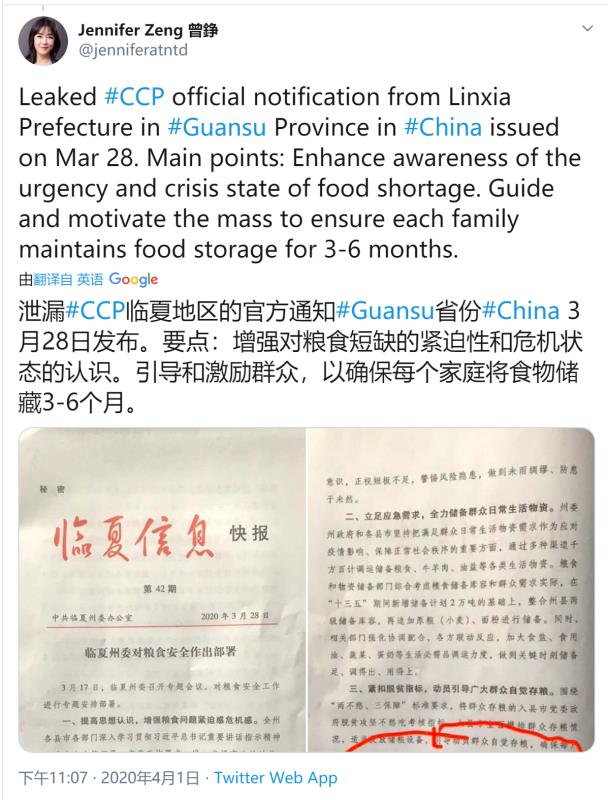 Jennifer Zeng 曾錚
@jenniferatntd
Leaked #CCP official notification from Linxia
Prefecture in #Guansu Province in #China issued
on Mar 28. Main points: Enhance awareness of the
urgency and crisis state of food shortage. Guide
and motivate the mass to ensure each family
maintains food storage for 3-6 months.
由翻译自 英语 Google
泄漏#CCP临夏地区的官方通知#Guansu省份#China 3
月28日发布。要点：增强对粮食短缺的紧迫性和危机状
态的认识。引导和激励群众，以确保每个家庭将食物储
藏3-6个月。
秘 密
临夏信息 快报
第 42 期
中共临夏州委办公室 2020 年 3 月 28 日
临夏州委对粮食安全作出部署
3 月 17 日，临夏州委召开专题会议，对粮食安全工作
进行专题安排部署。
一、提高思想认识，增强粮食问题紧迫感危机感。全州
各县市各部门深入学习贯彻习近平总书记重要讲话指示精神
意识，正视短板不足，警惕风险隐患，做到未雨绸缪、防患
于未然。
二、立足应急需求，全力储备群众日常生活物资。州委
州政府和各县市坚持把满足群众日常生活物资需求作为应对
疫情影响、保障正常社会秩序的重要方面，通过多种渠道千
方百计调运储备粮食、牛羊肉、油盐等各类生活物资。粮食
和物资储备部门综合考虑粮食储备库容和群众需求实际，在
“十三五”期间新增储备计划 2 万吨的基础上，整合州县两
级储备库容，再追加原粮（小麦）、面粉进行储备。同时，
相关部门强化协调配合，各方联动反应，加大食盐、食用
油、蔬菜、蛋奶等生活必需品调运力度，做到关键时刻储备
足、调得出、用得上。
三、紧扣脱贫指标，动员引导广大群众自觉存粮。围绕
“两不愁、三保障”标准要求，将群众存粮纳入县市党委政
府脱贫攻坚不愁吃考核指标，群众存粮情
况，发放储粮设备，引导动员群众自觉存粮，确保每户
下午11:07 · 2020年4月1日 · Twitter Web App